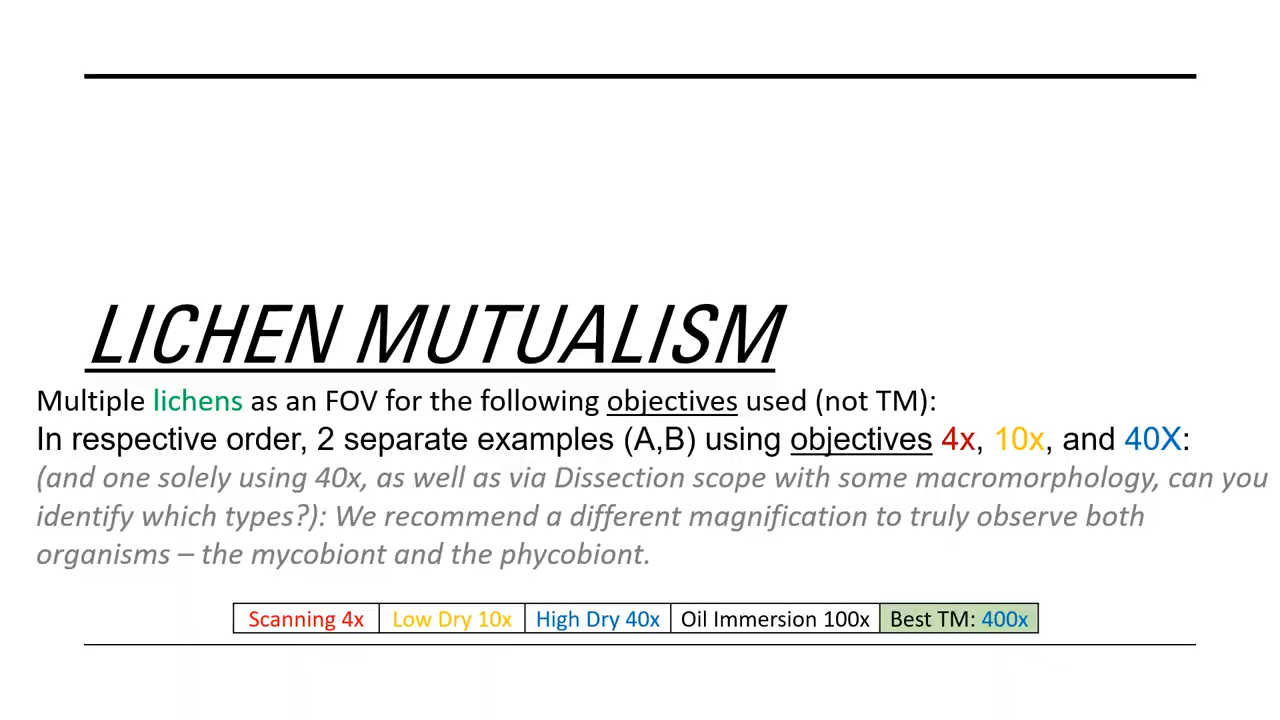 LICHEN MUTUALISM
Multiple lichens as an FOV for the following objectives used (not TM):
In respective order, 2 separate examples (A,B) using objectives 4x, 10x, and 40X:
(and one solely using 40x, as well as via Dissection scope with some macromorphology, can you
identify which types?): We recommend a different magnification to truly observe both
organisms – the mycobiont and the phycobiont.
Scanning 4x Low Dry 10x High Dry 40x Oil Immersion 100x Best TM: 400x